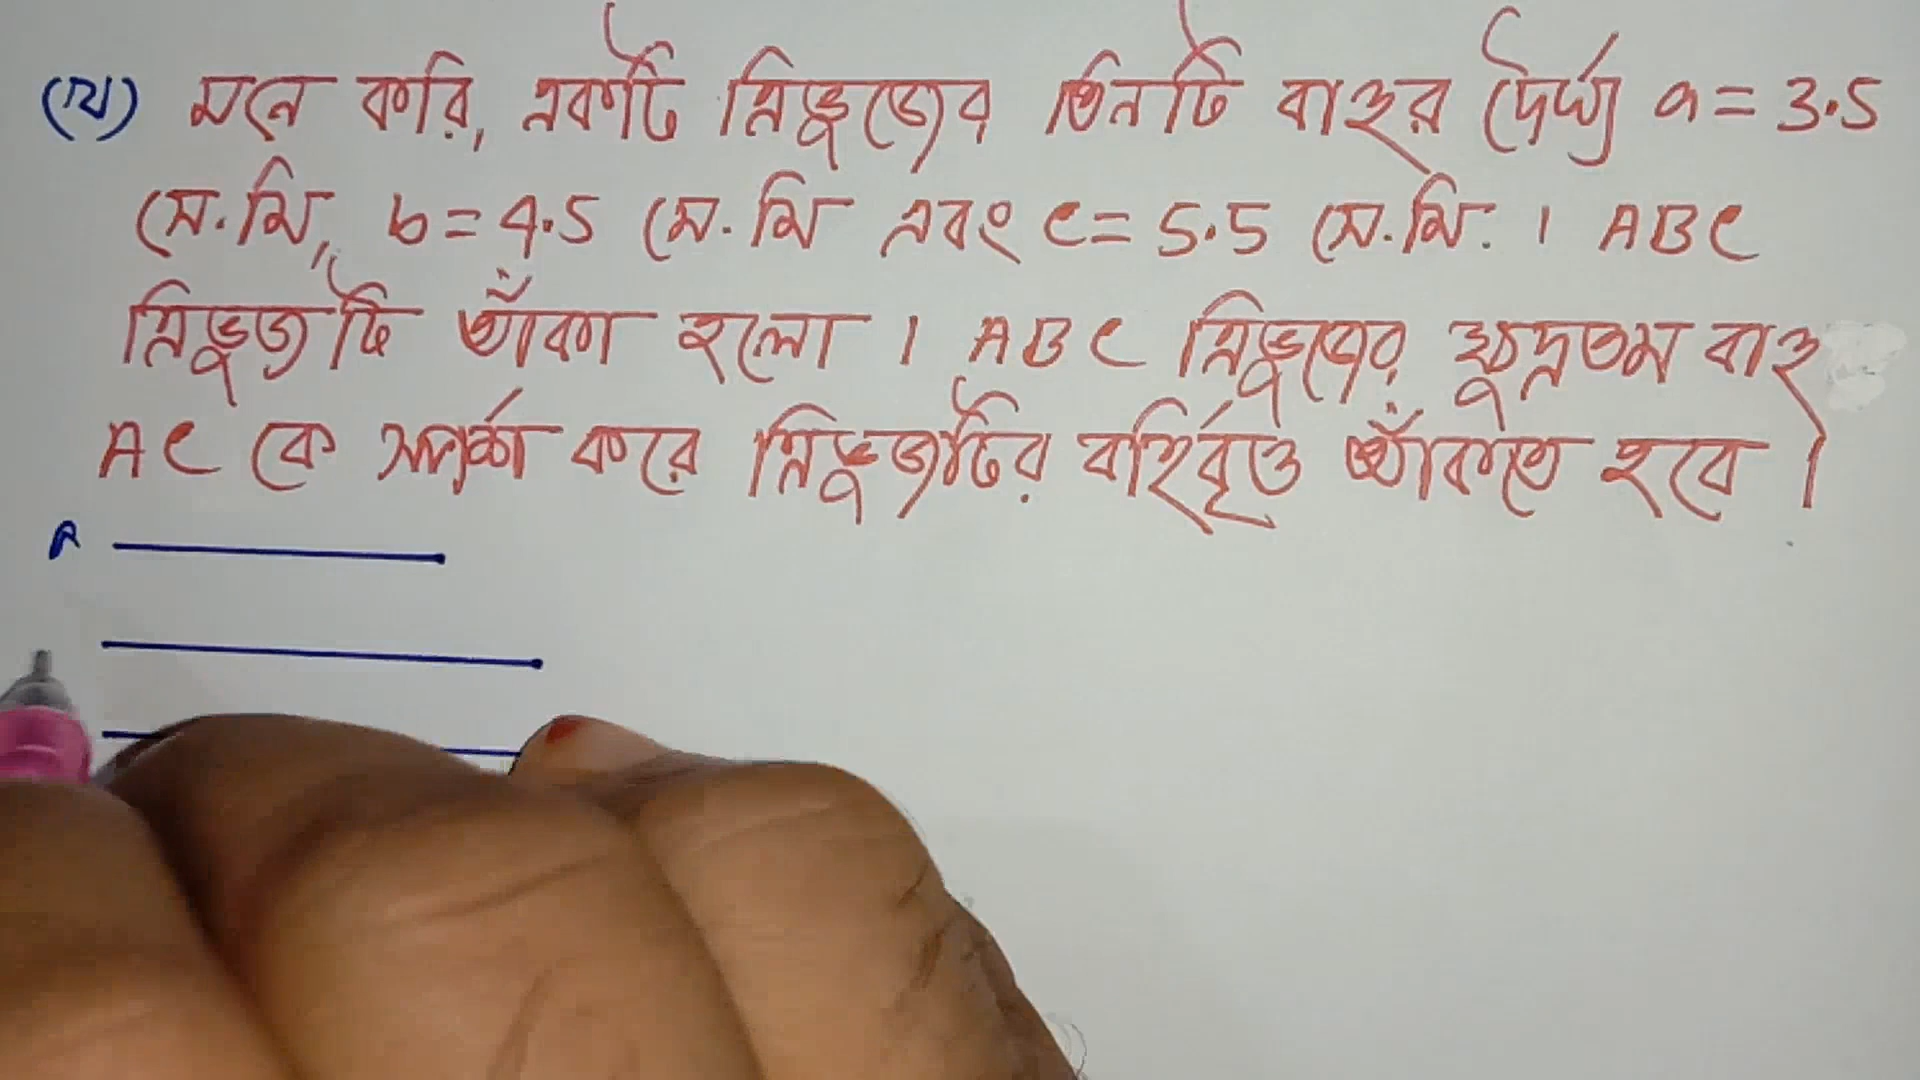 (খ) মনে করি, একটি ত্রিভুজের তিনটি বাহুর দৈর্ঘ্য a = 3.5
সে.মি, b = 4.5 সে.মি এবং c = 5.5 সে.মি. । ABC
ত্রিভুজটি আঁকা হলো । ABC ত্রিভুজের ক্ষুদ্রতম বাহু
AC কে স্পর্শ করে ত্রিভুজটির বহির্বৃত্ত আঁকতে হবে ।
a